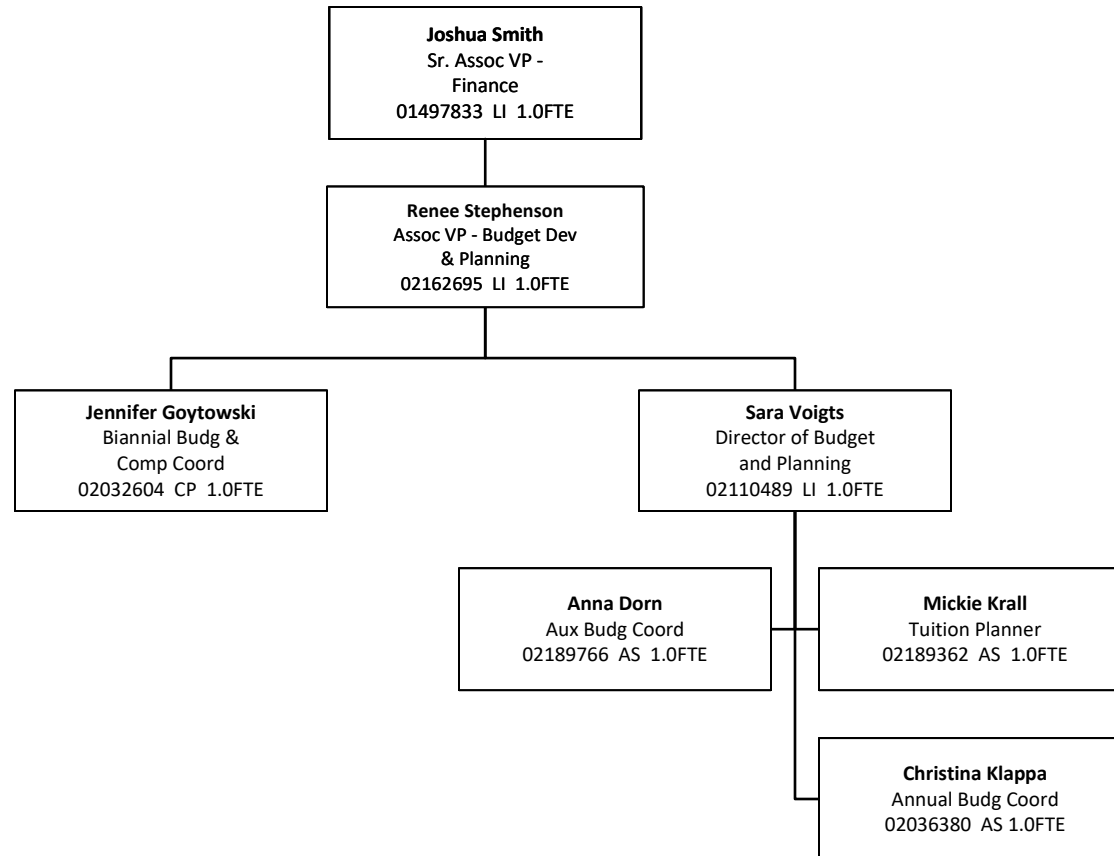 Joshua Smith
Sr. Assoc VP -
Finance
01497833 LI 1.0FTE
Renee Stephenson
Assoc VP - Budget Dev
& Planning
02162695 LI 1.0FTE
Jennifer Goytowski
Biannial Budg &
Comp Coord
02032604 CP 1.0FTE
Sara Voigts
Director of Budget
and Planning
02110489 LI 1.0FTE
Anna Dorn
Aux Budg Coord
02189766 AS 1.0FTE
Mickie Krall
Tuition Planner
02189362 AS 1.0FTE
Christina Klappa
Annual Budg Coord
02036380 AS 1.0FTE